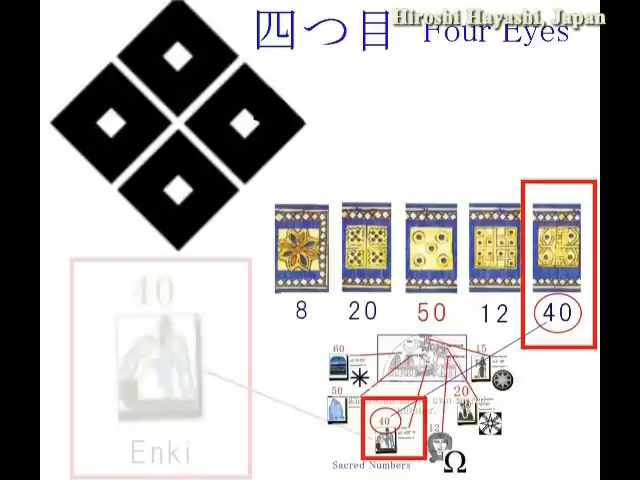 四つ目 Four Eyes
Hiroshi Hayashi, Japan
8 20 50 12 40
40
Enki
60
15
50
20
40
12
Ω
Sacred Numbers